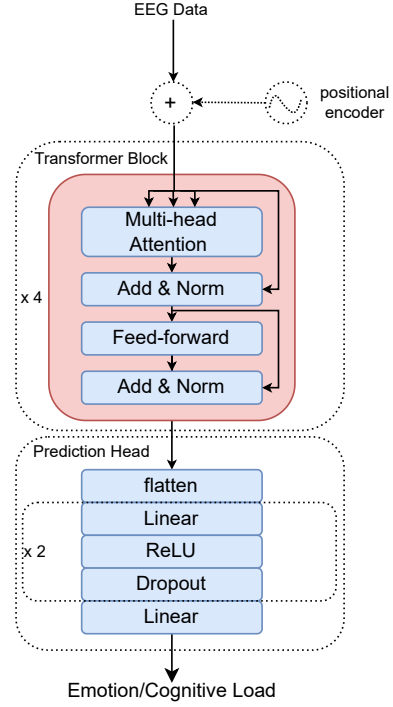 EEG Data
+
positional
encoder
Transformer Block
Multi-head
Attention
Add & Norm
x 4
Feed-forward
Add & Norm
Prediction Head
flatten
Linear
ReLU
x 2
Dropout
Linear
Emotion/Cognitive Load